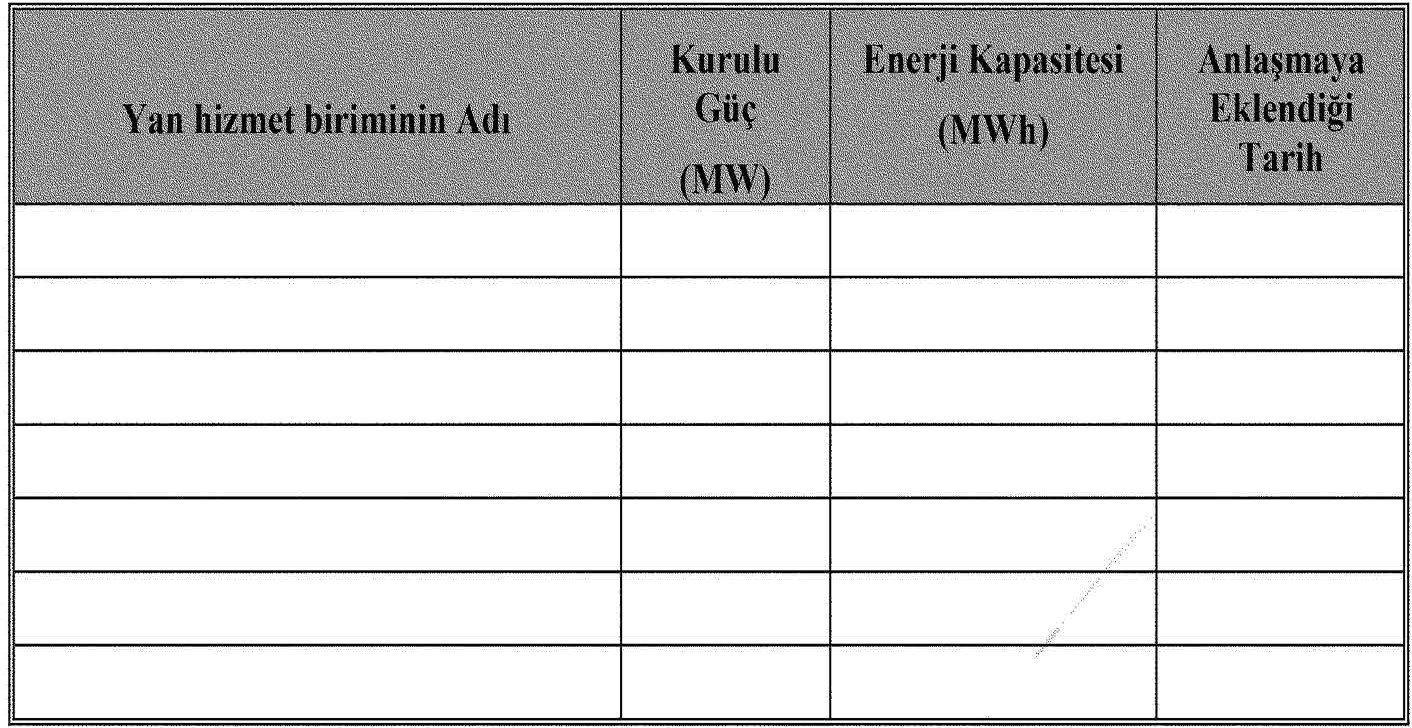 Yan hizmet biriminin Adı
Kurulu
Güç
(MW)
Enerji Kapasitesi
(MWh)
Anlaşmaya
Eklendiği
Tarih